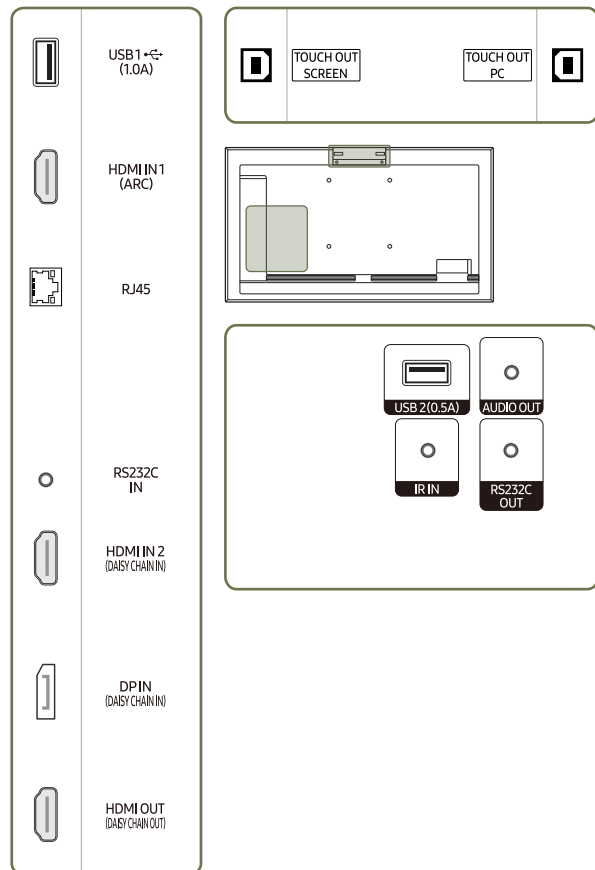 USB1
(1.0A)
HDMI IN 1
(ARC)
RJ45
RS232C
IN
HDMI IN 2
(DAISY CHAIN IN)
DP IN
(DAISY CHAIN IN)
HDMI OUT
(DAISY CHAIN OUT)
TOUCH OUT
SCREEN
TOUCH OUT
PC
USB 2(0.5A)
AUDIO OUT
IR IN
RS232C
OUT